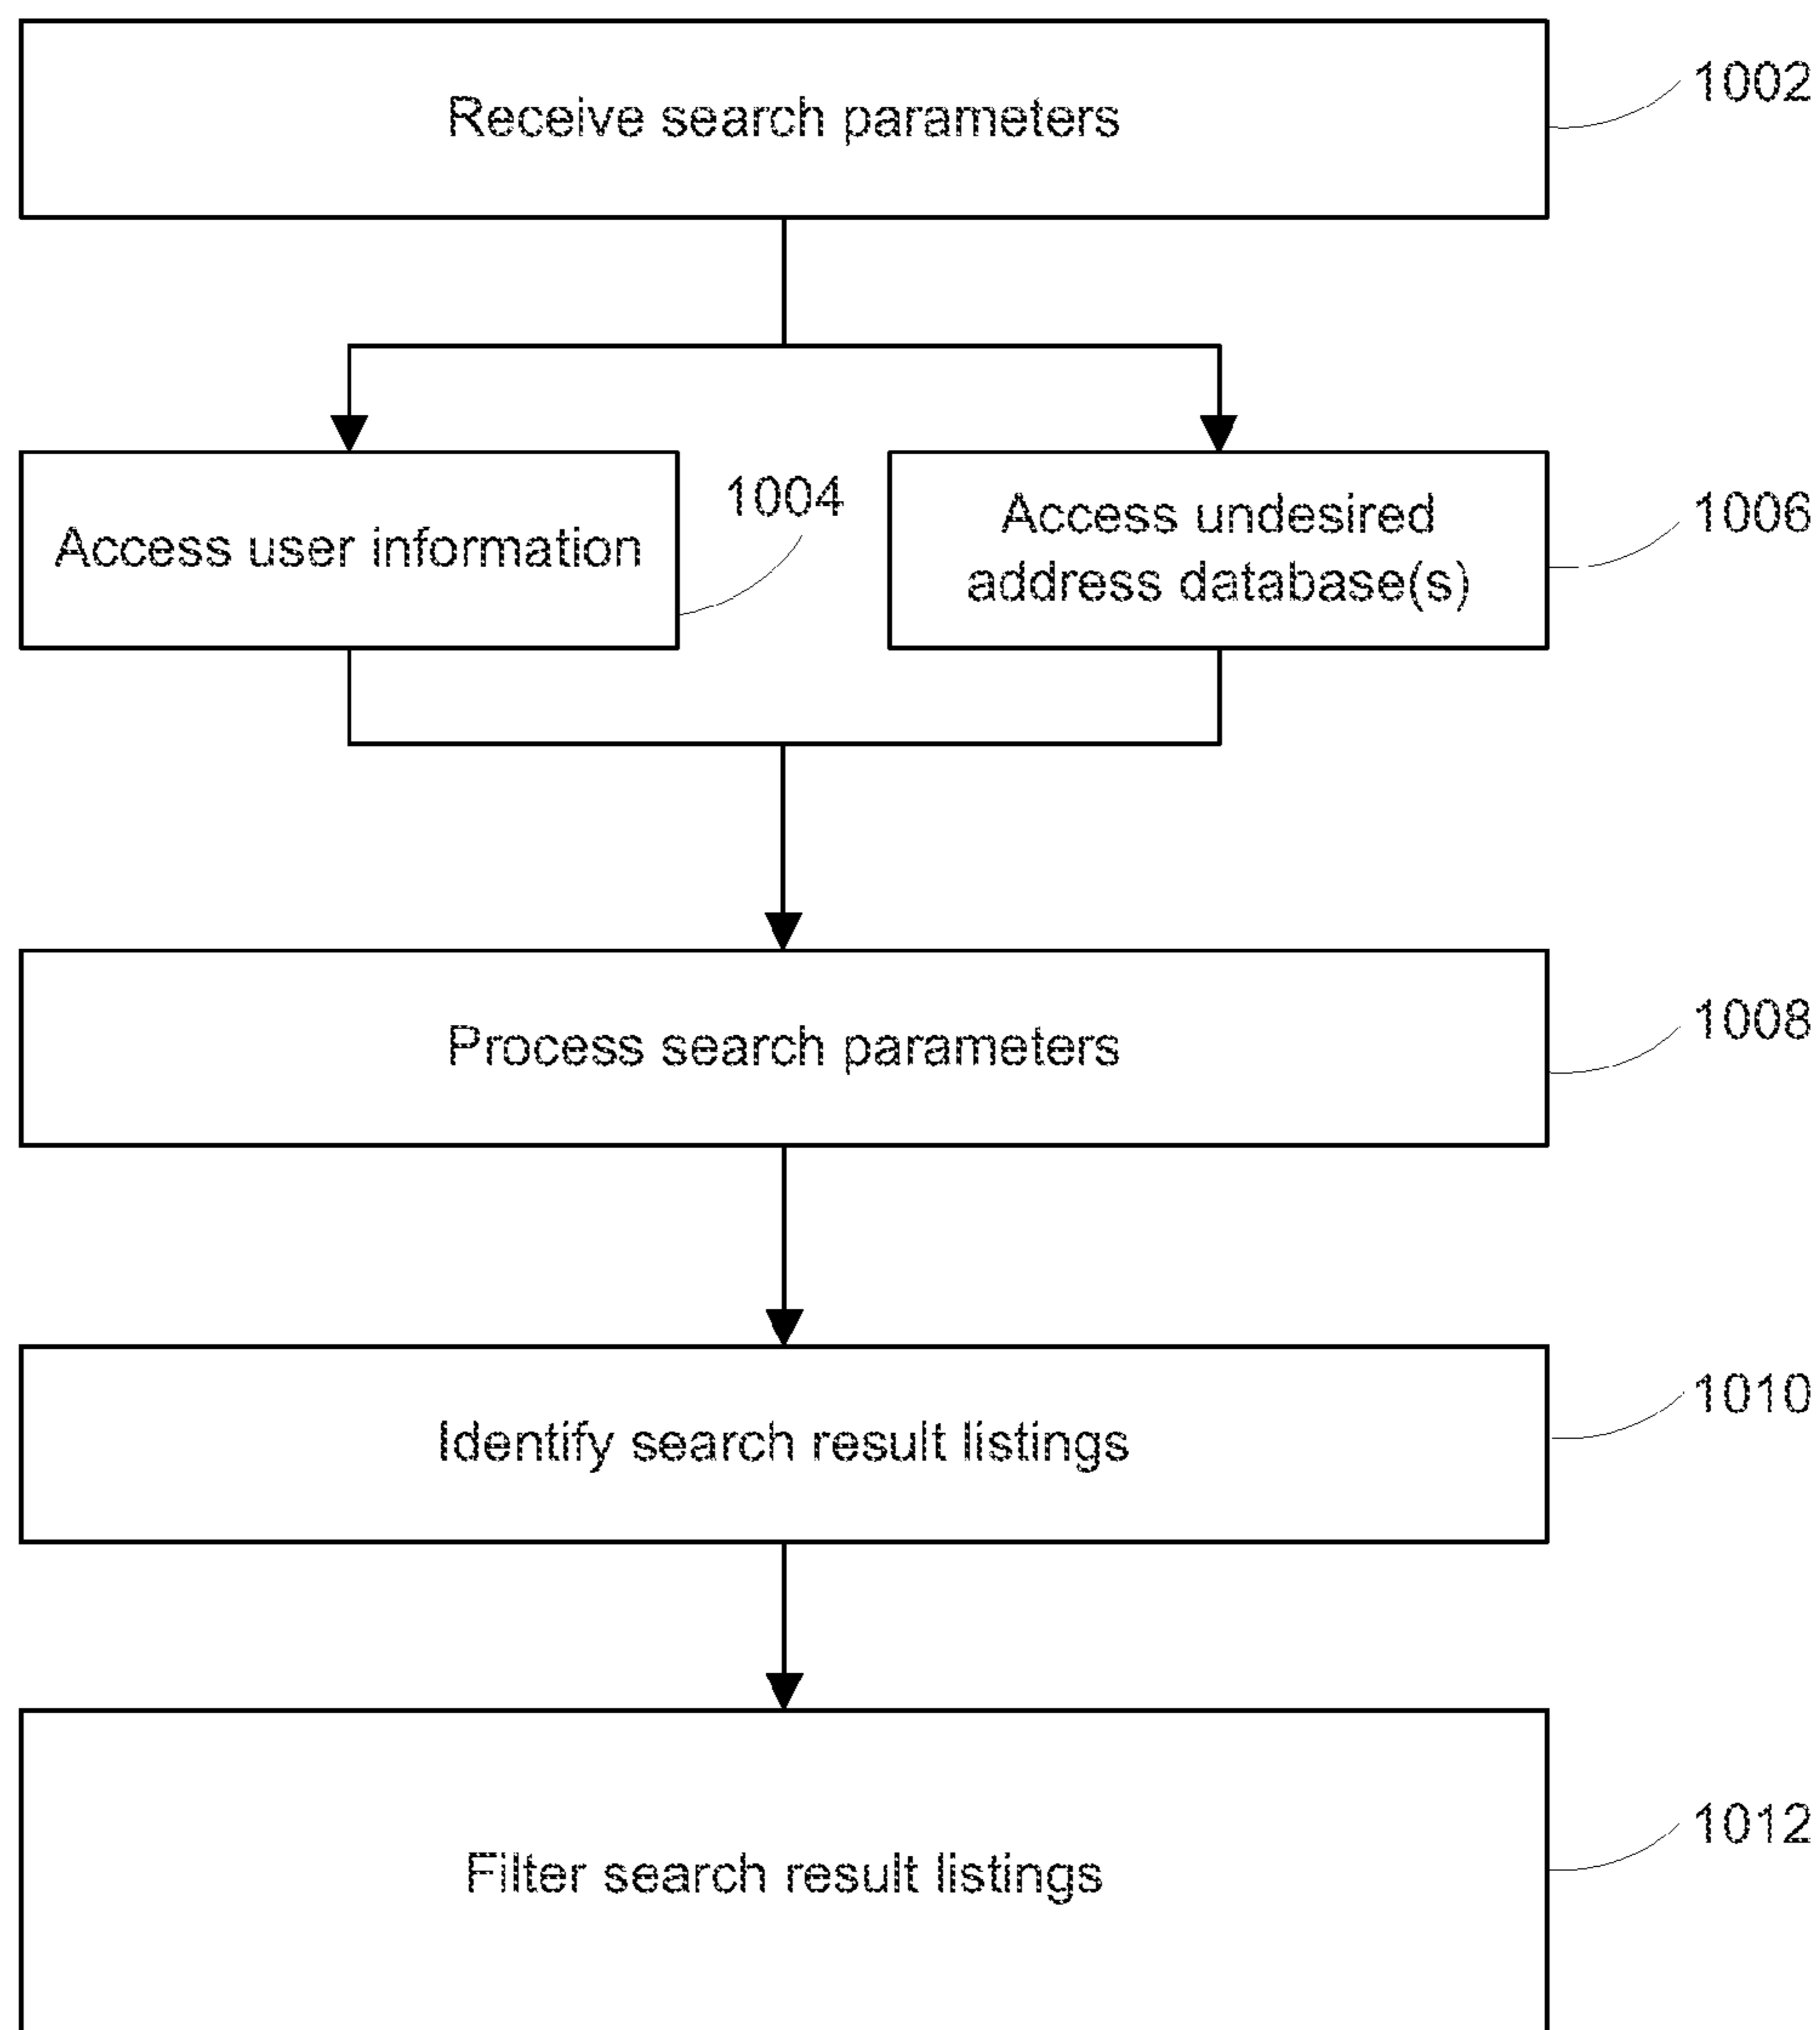 Receive search parameters
1002
Access user information
1004
Access undesired
address database(s)
1006
Process search parameters
1008
Identify search result listings
1010
Filter search result listings
1012